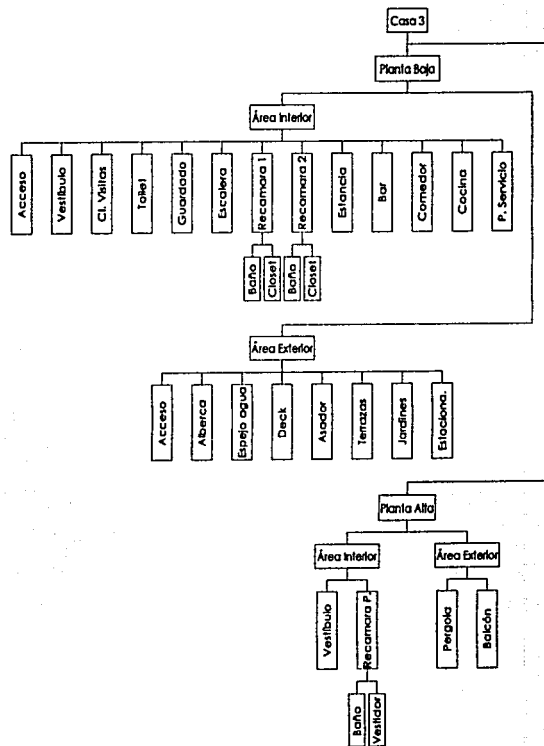 Casa 3
Planta Baja
Área Interior
Acceso
Vestíbulo
Cl. Visitas
Toilet
Guardado
Escalera
Recamara 1
Recamara 2
Estancia
Bar
Comedor
Cocina
P. Servicio
Baño
Closet
Baño
Closet
Área Exterior
Acceso
Alberca
Espejo agua
Deck
Asador
Terrazas
Jardines
Estaciona.
Planta Alta
Área Interior
Área Exterior
Vestíbulo
Recamara P.
Pergola
Balcón
Baño
Vestidor